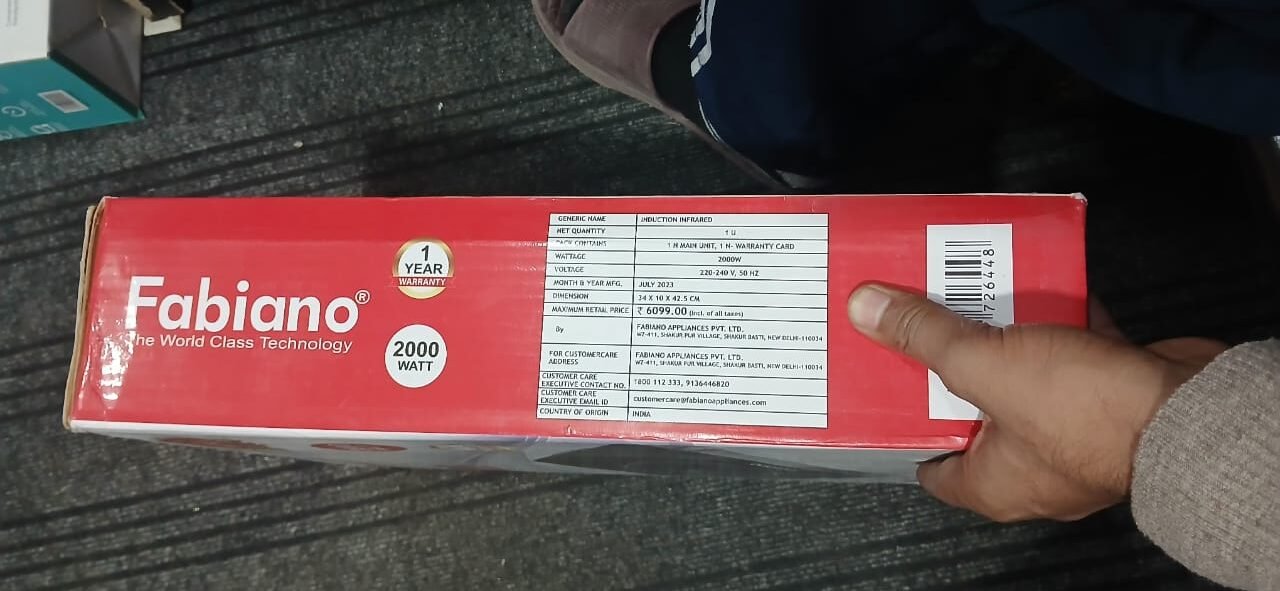 Fabiano®
The World Class Technology
1
YEAR
WARRANTY
2000
WATT
GENERIC NAME INDUCTION INFRARED
NET QUANTITY 1 U
PACK CONTAINS 1 N MAIN UNIT, 1 N- WARRANTY CARD
WATTAGE 2000W
VOLTAGE 220-240 V, 50 HZ
MONTH & YEAR MFG. JULY 2023
DIMENSION 34 X 10 X 42.5 CM
MAXIMUM RETAIL PRICE ₹ 6099.00 (Incl. of all taxes)
By FABIANO APPLIANCES PVT. LTD.
WZ-411, SHAKUR PUR VILLAGE, SHAKUR BASTI, NEW DELHI-110034
FOR CUSTOMERCARE
ADDRESS
FABIANO APPLIANCES PVT. LTD.
WZ-411, SHAKUR PUR VILLAGE, SHAKUR BASTI, NEW DELHI-110034
CUSTOMER CARE
EXECUTIVE CONTACT NO. 1800 112 333, 9136446820
CUSTOMER CARE
EXECUTIVE EMAIL ID customercare@fabianoappliances.com
COUNTRY OF ORIGIN INDIA
726448